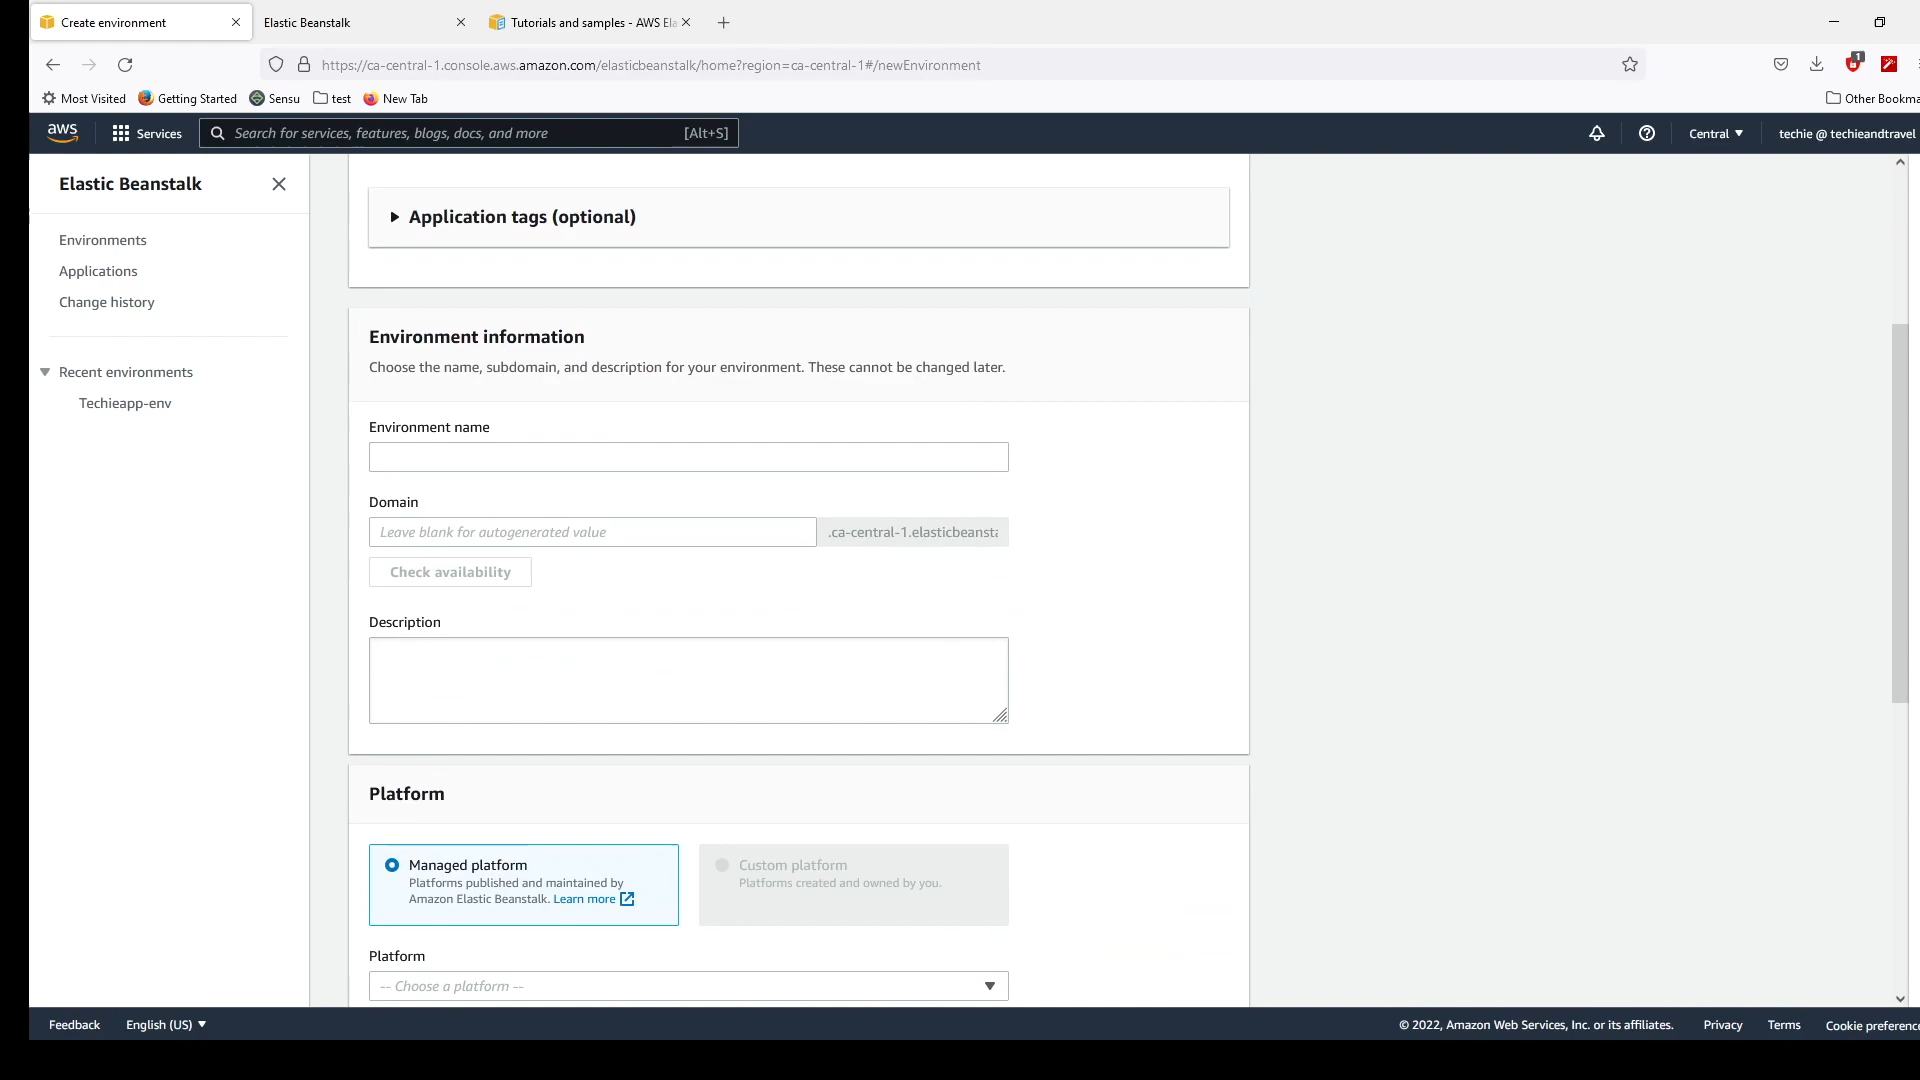 Create environment
Elastic Beanstalk
Tutorials and samples - AWS Ela
https://ca-central-1.console.aws.amazon.com/elasticbeanstalk/home?region=ca-central-1#/newEnvironment
1
Most Visited
Getting Started
Sensu
test
New Tab
Other Bookma
aws
Services
Search for services, features, blogs, docs, and more
[Alt+S]
Central
techie @ techieandtravel
Elastic Beanstalk
Environments
Applications
Change history
Recent environments
Techieapp-env
Application tags (optional)
Environment information
Choose the name, subdomain, and description for your environment. These cannot be changed later.
Environment name
Domain
Leave blank for autogenerated value
.ca-central-1.elasticbeansta
Check availability
Description
Platform
Managed platform
Platforms published and maintained by
Amazon Elastic Beanstalk. Learn more
Custom platform
Platforms created and owned by you.
Platform
-- Choose a platform --
Feedback
English (US)
© 2022, Amazon Web Services, Inc. or its affiliates.
Privacy
Terms
Cookie preference